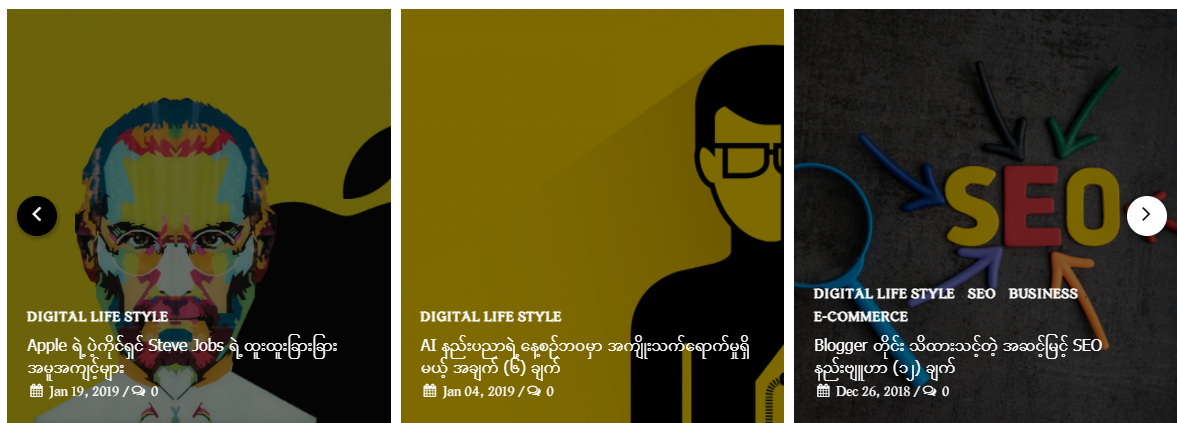 DIGITAL LIFE STYLE
Apple ရဲ့ ပဲ့ကိုင်ရှင် Steve Jobs ရဲ့ ထူးထူးခြားခြား
အမူအကျင့်များ
Jan 19, 2019 / 0
DIGITAL LIFE STYLE
AI နည်းပညာရဲ့ နေ့စဉ်ဘဝမှာ အကျိုးသက်ရောက်မှုရှိ
မယ့် အချက် (၆) ချက်
Jan 04, 2019 / 0
SEO
DIGITAL LIFE STYLE SEO BUSINESS
E-COMMERCE
Blogger တိုင်း သိထားသင့်တဲ့ အဆင့်မြင့် SEO
နည်းဗျူဟာ (၁၂) ချက်
Dec 26, 2018 / 0